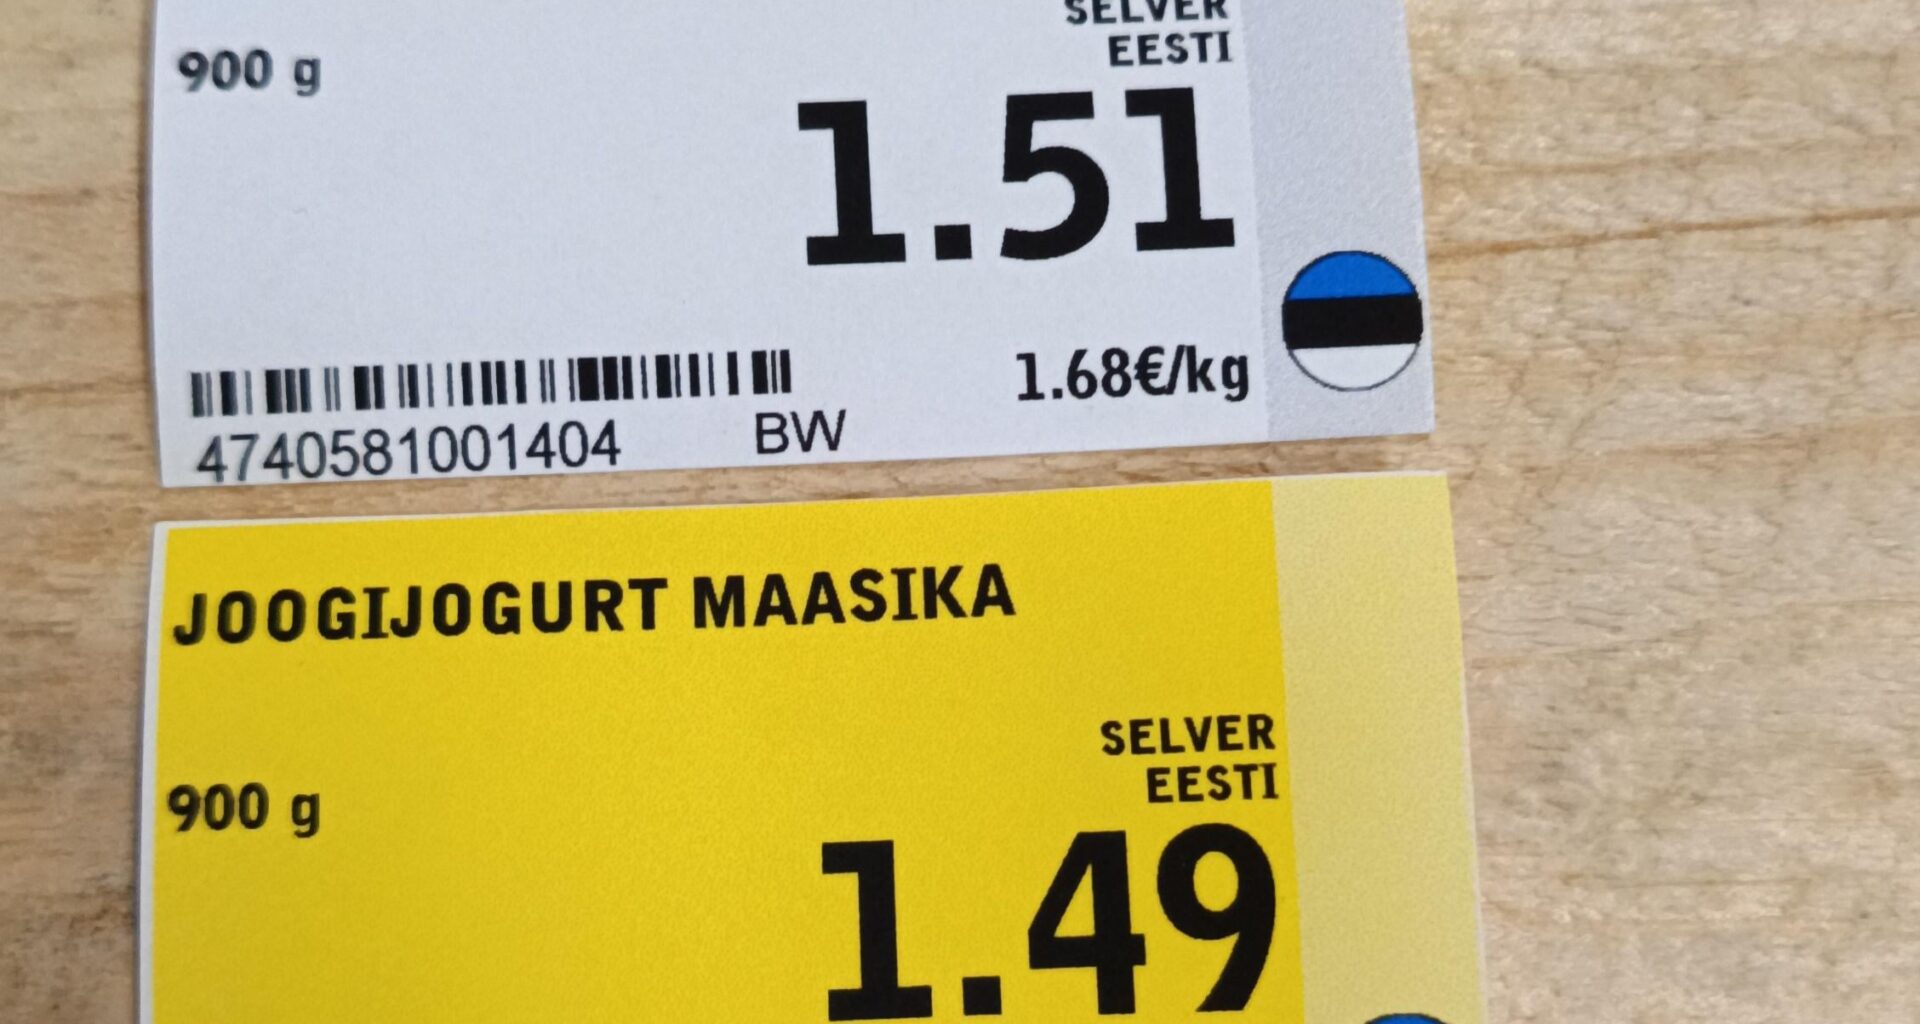 SELVER
EESTI
900 g
1.51
1.68€/kg
4740581001404 BW
JOOGIJOGURT MAASIKA
SELVER
EESTI
900 g
1.49